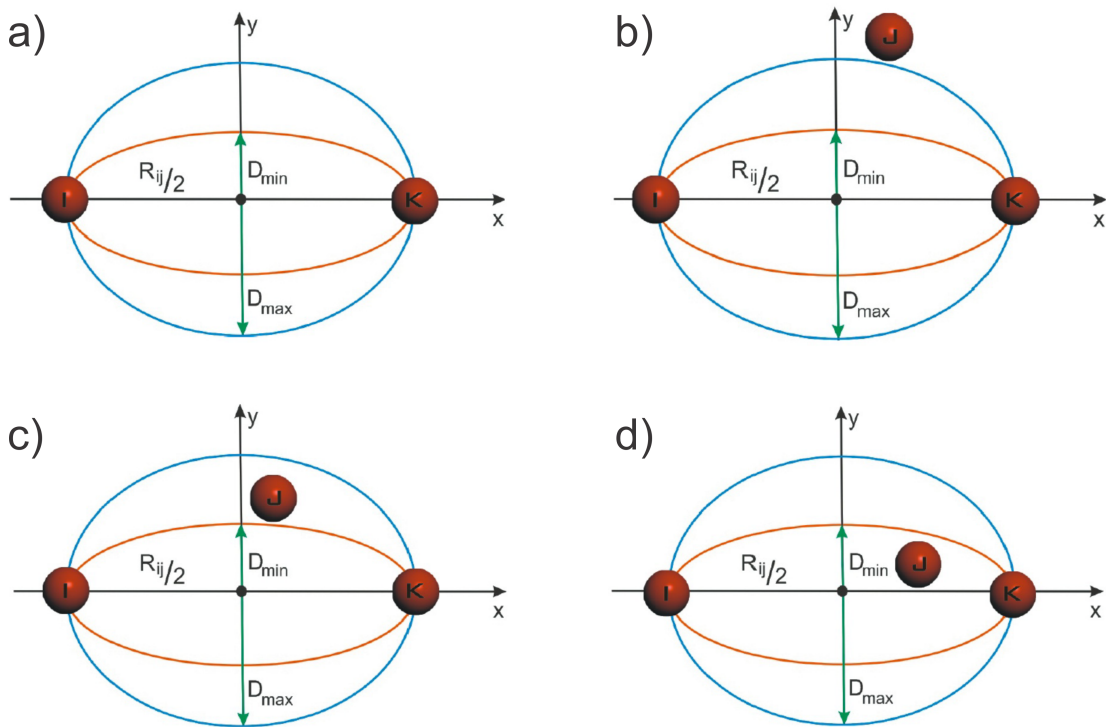 a)
y
R_ij/2
D_min
I
K
x
D_max
b)
y
J
R_ij/2
D_min
I
K
x
D_max
c)
y
J
R_ij/2
D_min
I
K
x
D_max
d)
y
J
R_ij/2
D_min
I
K
x
D_max